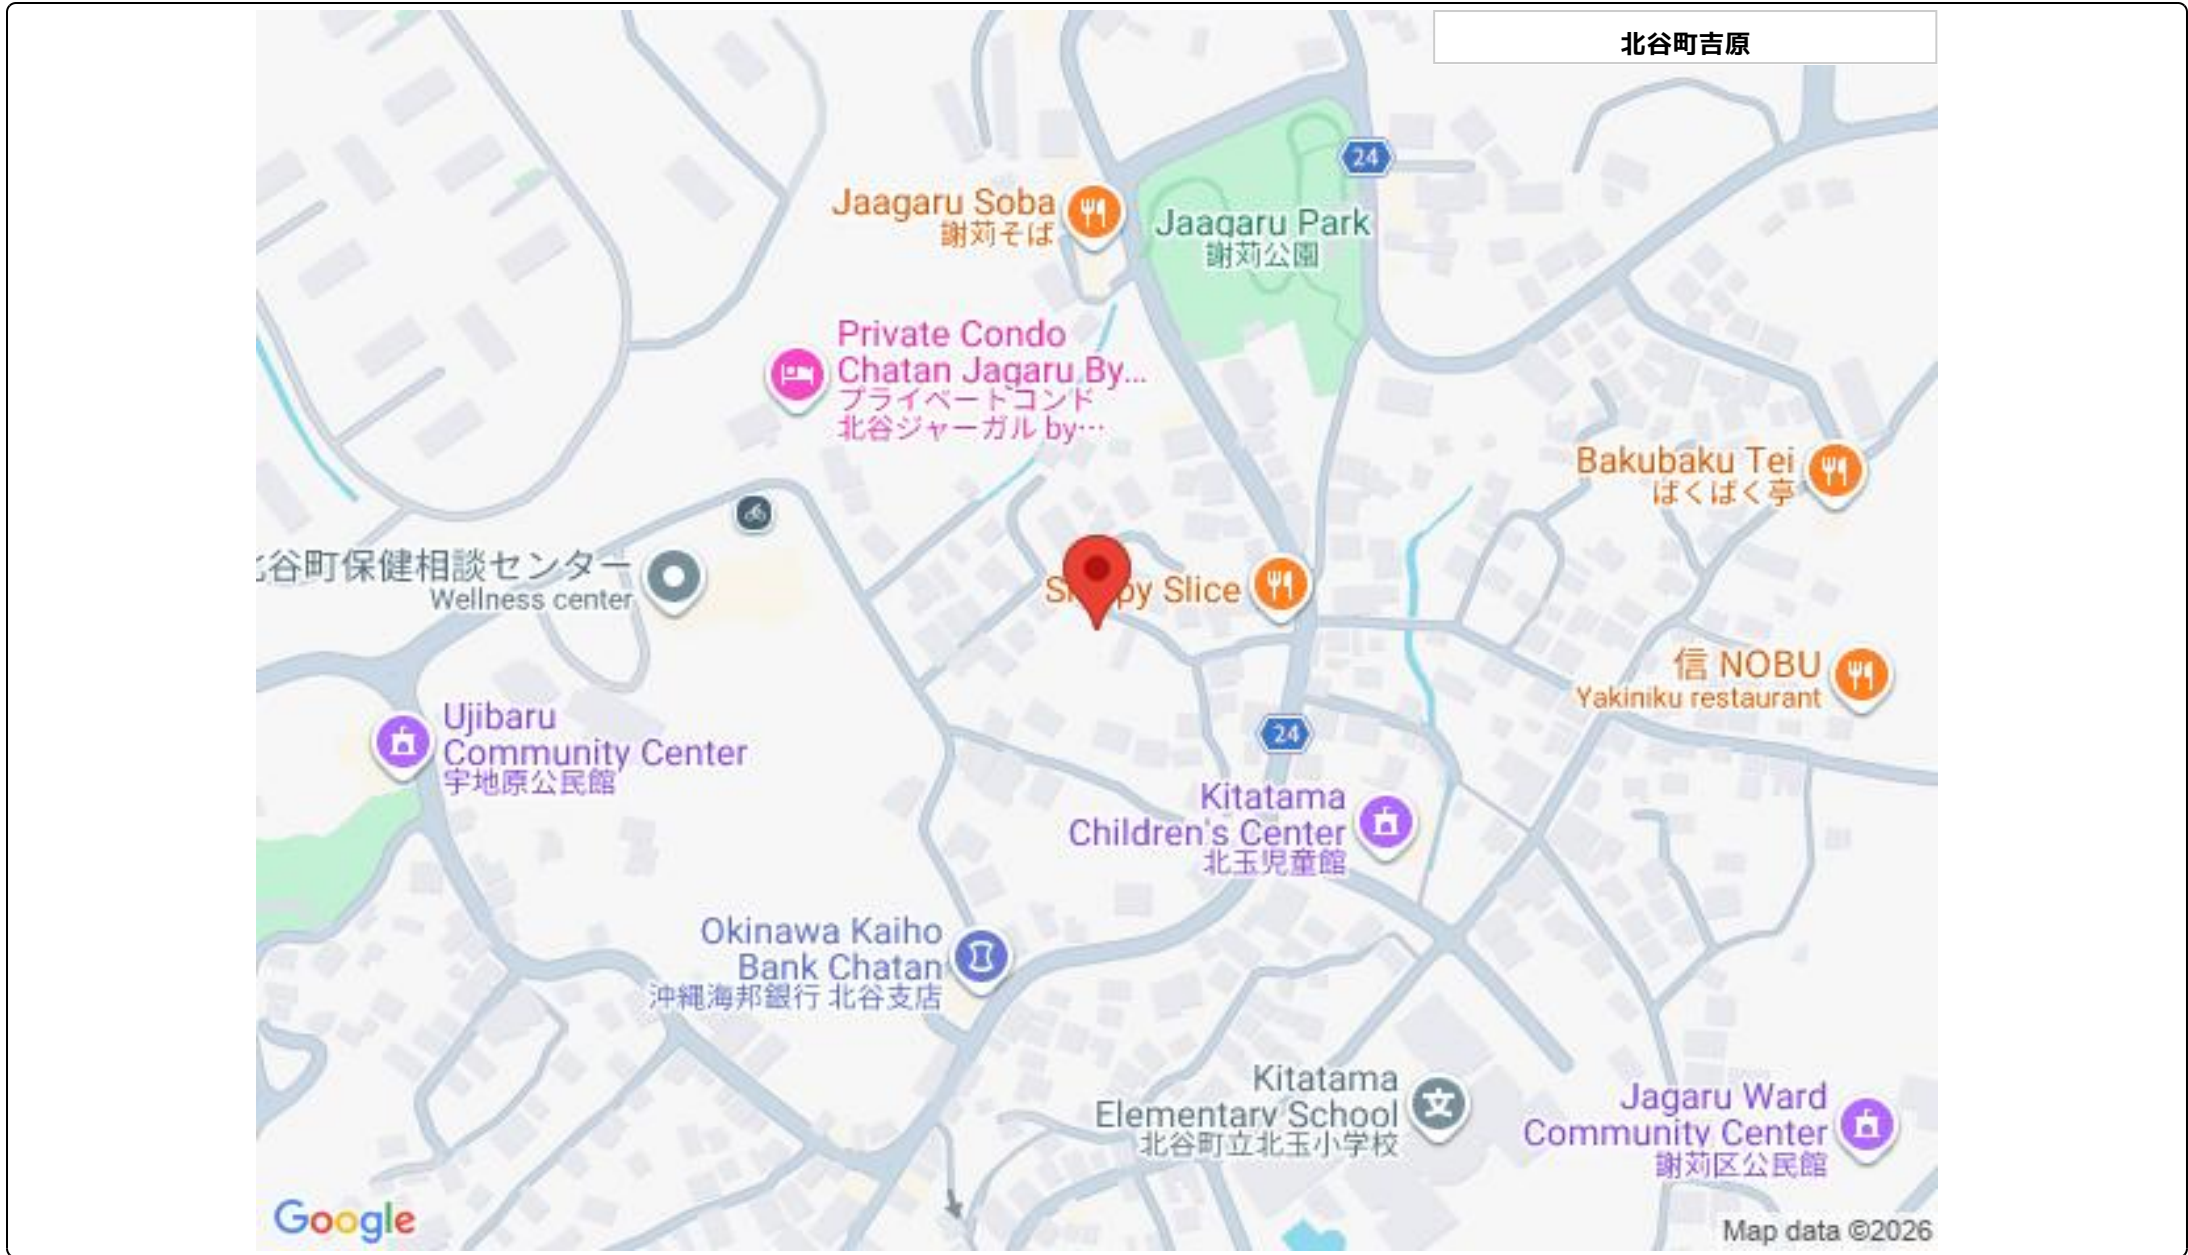 北谷町吉原
24
Jaagaru Soba
謝苅そば
Jaagaru Park
謝苅公園
Private Condo
Chatan Jagaru By...
プライベートコンド
北谷ジャーガル by…
Bakubaku Tei
ばくばく亭
谷町保健相談センター
Wellness center
Slice
信 NOBU
Yakiniku restaurant
Ujibaru
Community Center
宇地原公民館
24
Kitatama
Children's Center
北玉児童館
Okinawa Kaiho
Bank Chatan
沖縄海邦銀行 北谷支店
Kitatama
Elementary School
北谷町立北玉小学校
文
Jagaru Ward
Community Center
謝苅区公民館
Google
Map data ©2026